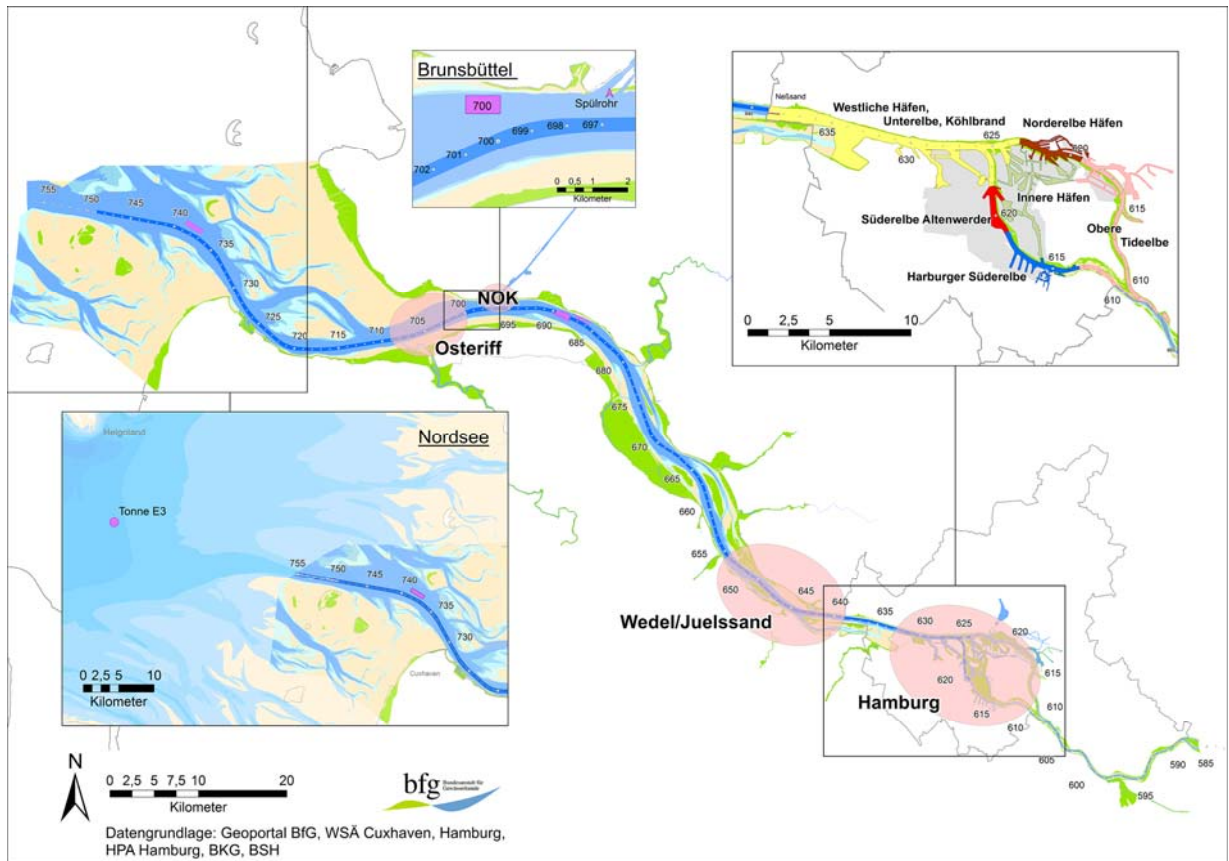 Brunsbüttel
700
Spülrohr
702
701
700
699
698
697
0 0,5 1 2
Kilometer
Neßsand
Westliche Häfen,
Unterelbe, Köhlbrand
Norderelbe Häfen
635
630
625
620
Innere Häfen
615
Süderelbe Altenwerder
620
Obere
Tideelbe
615
Harburger Süderelbe
610
610
0 2,5 5 10
Kilometer
755
750
745
740
735
730
725
720
715
710
705
700
NOK
Osteriff
695
690
685
680
675
670
665
660
655
650
645
640
635
630
625
620
Wedel/Juelssand
620
615
Hamburg
615
610
610
605
600
595
590
585
Helgoland
Nordsee
Tonne E3
755
750
745
740
735
730
Cuxhaven
0 2,5 5 10
Kilometer
N
0 2,5 5 7,5 10 20
Kilometer
bfg
Bundesanstalt für
Gewässerkunde
Datengrundlage: Geoportal BfG, WSÄ Cuxhaven, Hamburg,
HPA Hamburg, BKG, BSH